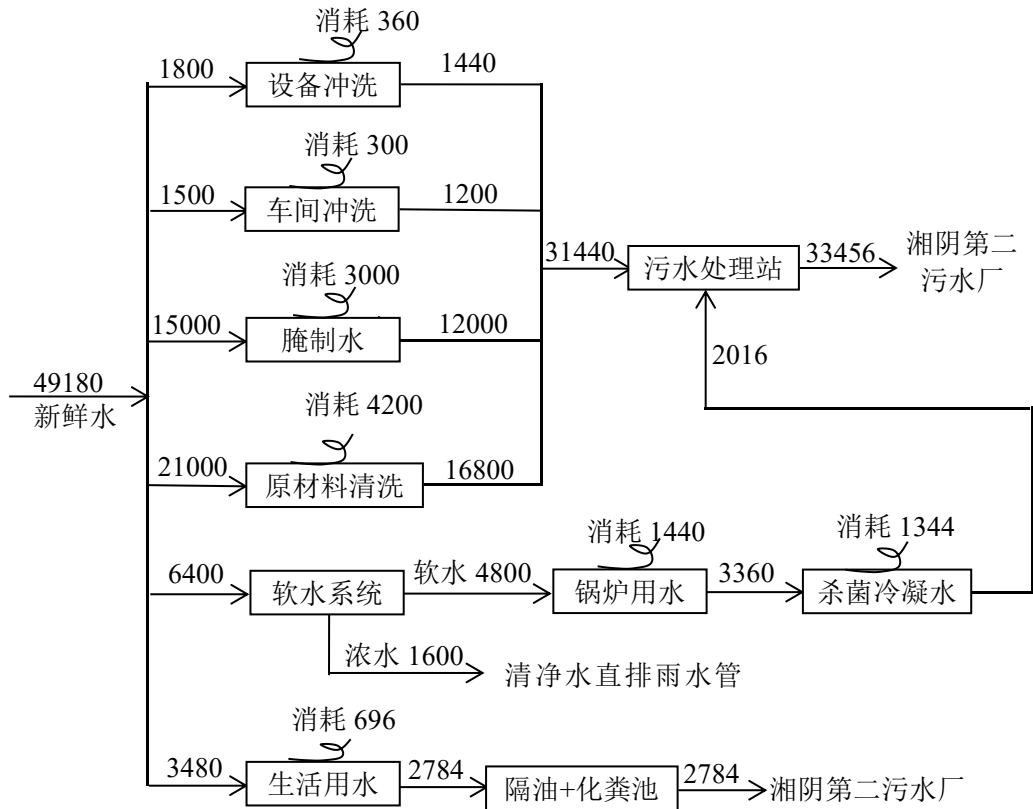 消耗 360
1800
设备冲洗
1440
消耗 300
1500
车间冲洗
1200
31440
污水处理站
33456
湘阴第二
污水厂
消耗 3000
15000
腌制水
12000
2016
49180
新鲜水
消耗 4200
21000
原材料清洗
16800
消耗 1440
消耗 1344
6400
软水系统
软水 4800
锅炉用水
3360
杀菌冷凝水
浓水 1600
清净水直排雨水管
消耗 696
3480
生活用水
2784
隔油+化粪池
2784
湘阴第二污水厂